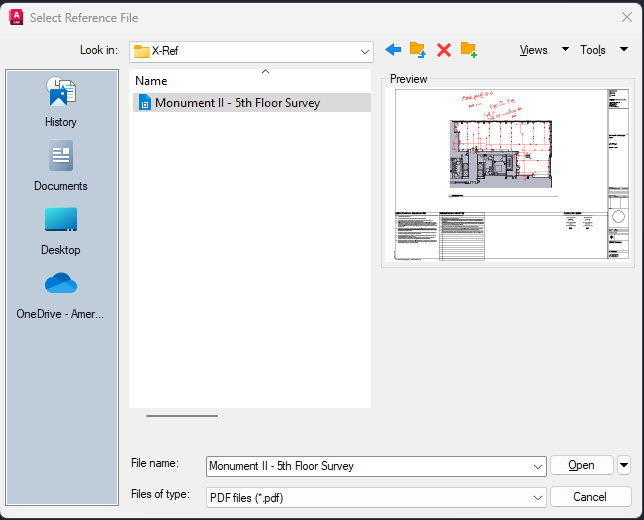 Select Reference File
Look in:
X-Ref
Views
Tools
Name
Monument II - 5th Floor Survey
Preview
History
Documents
Desktop
OneDrive - Amer...
File name:
Monument II - 5th Floor Survey
Open
Files of type:
PDF files (*.pdf)
Cancel